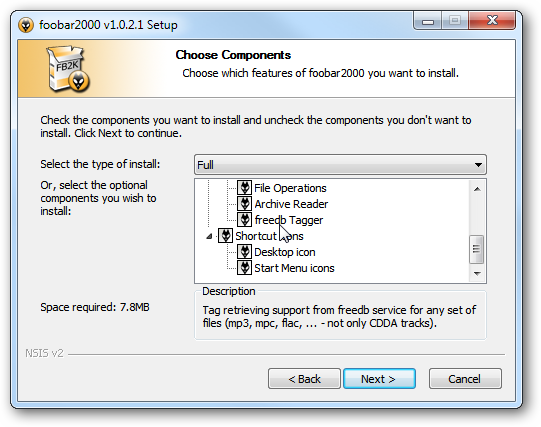 foobar2000 v1.0.2.1 Setup
FB2K
Choose Components
Choose which features of foobar2000 you want to install.
Check the components you want to install and uncheck the components you don't want to
install. Click Next to continue.
Select the type of install:
Full
Or, select the optional
components you wish to
install:
File Operations
Archive Reader
freedb Tagger
Shortcut Icons
Desktop icon
Start Menu icons
Space required: 7.8MB
Description
Tag retrieving support from freedb service for any set of
files (mp3, mpc, flac, ... - not only CDDA tracks).
NSIS v2
< Back
Next >
Cancel